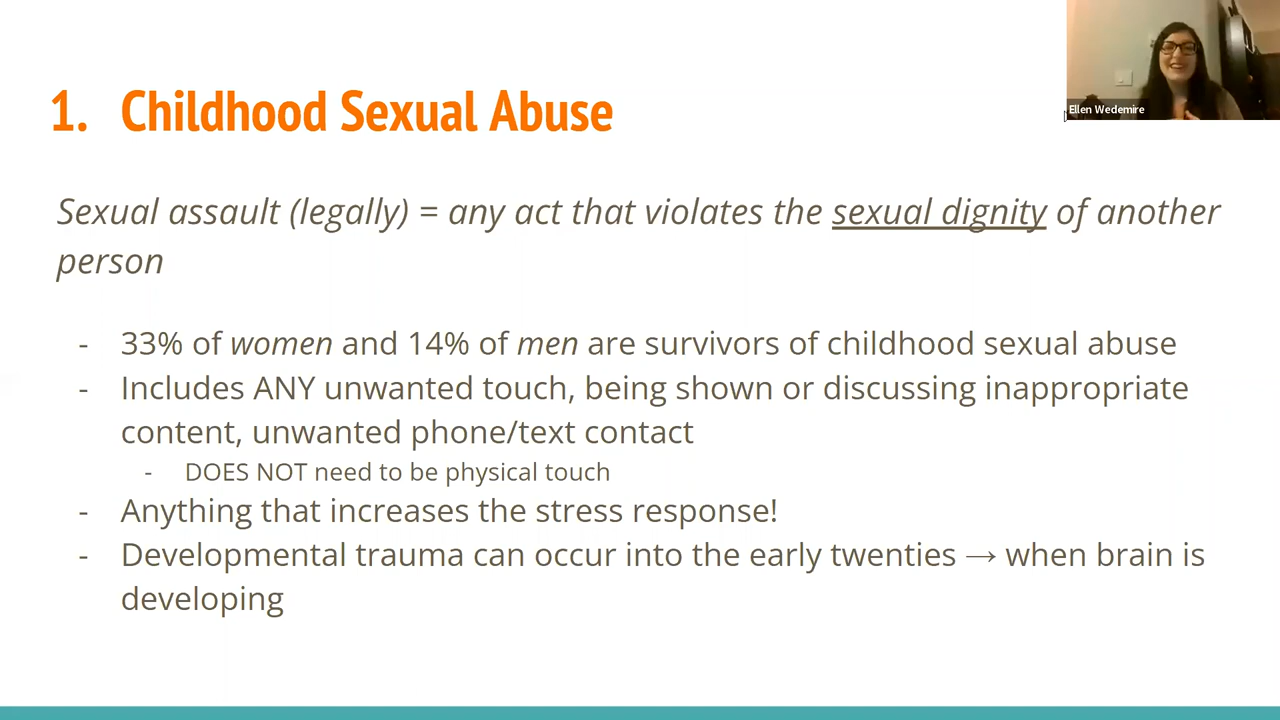 Ellen Wedemire
1. Childhood Sexual Abuse
Sexual assault (legally) = any act that violates the sexual dignity of another
person
- 33% of women and 14% of men are survivors of childhood sexual abuse
- Includes ANY unwanted touch, being shown or discussing inappropriate
content, unwanted phone/text contact
- DOES NOT need to be physical touch
- Anything that increases the stress response!
- Developmental trauma can occur into the early twenties → when brain is
developing